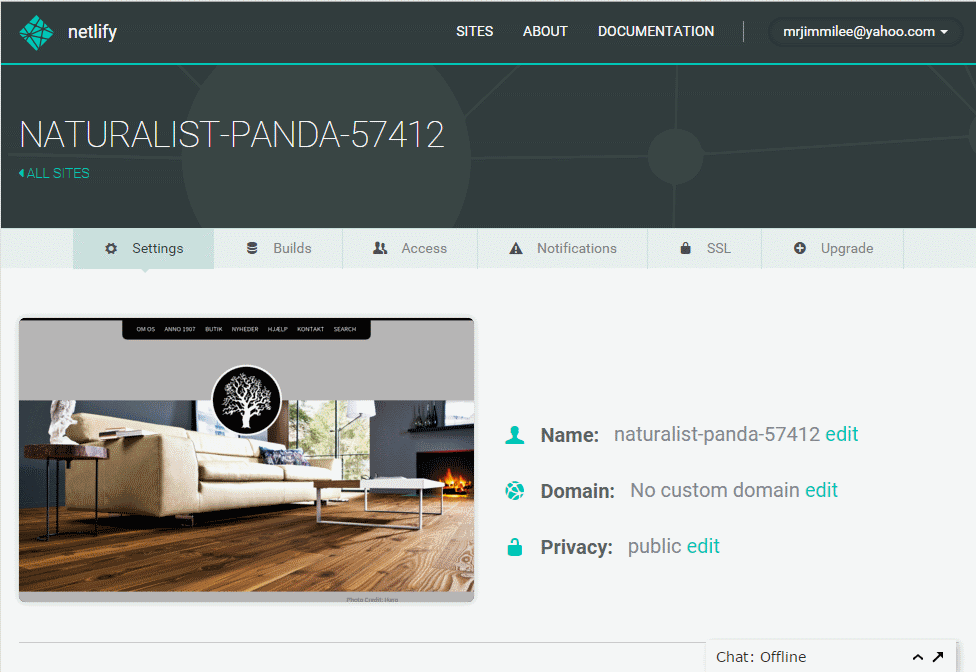 netlify
SITES ABOUT DOCUMENTATION mrjimmilee@yahoo.com
NATURALIST-PANDA-57412
ALL SITES
Settings Builds Access Notifications SSL Upgrade
OM OS ANNO 1907 BUTIK NYHEDER HJÆLP KONTAKT SEARCH
Name: naturalist-panda-57412 edit
Domain: No custom domain edit
Privacy: public edit
Photo Credit:
Chat: Offline